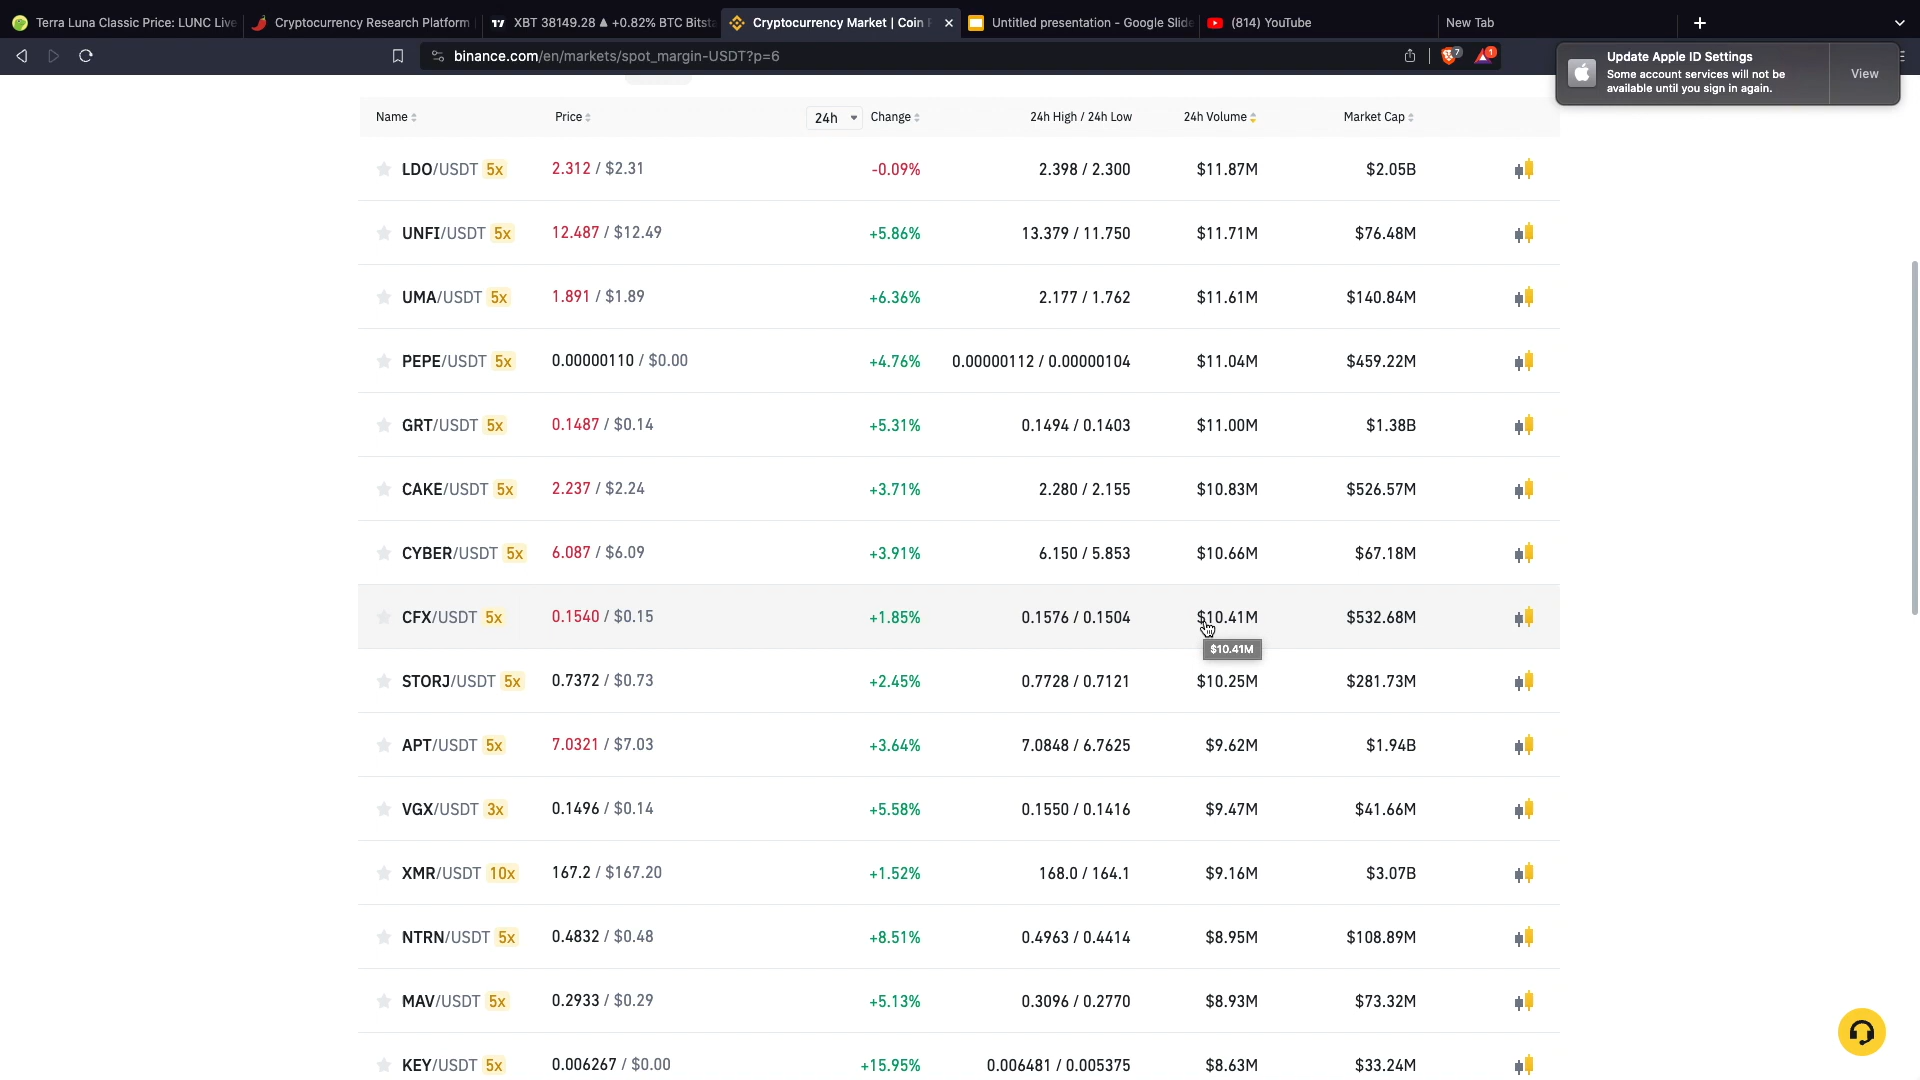 Terra Luna Classic Price: LUNC Live
Cryptocurrency Research Platform
XBT 38149.28 ▲ +0.82% BTC Bitsta
Cryptocurrency Market | Coin P
Untitled presentation - Google Slide
(814) YouTube
New Tab
binance.com/en/markets/spot_margin-USDT?p=6
7
1
Update Apple ID Settings
Some account services will not be
available until you sign in again.
View
Name Price 24h Change 24h High / 24h Low 24h Volume Market Cap
LDO/USDT 5x 2.312 / $2.31 -0.09% 2.398 / 2.300 $11.87M $2.05B
UNFI/USDT 5x 12.487 / $12.49 +5.86% 13.379 / 11.750 $11.71M $76.48M
UMA/USDT 5x 1.891 / $1.89 +6.36% 2.177 / 1.762 $11.61M $140.84M
PEPE/USDT 5x 0.00000110 / $0.00 +4.76% 0.00000112 / 0.00000104 $11.04M $459.22M
GRT/USDT 5x 0.1487 / $0.14 +5.31% 0.1494 / 0.1403 $11.00M $1.38B
CAKE/USDT 5x 2.237 / $2.24 +3.71% 2.280 / 2.155 $10.83M $526.57M
CYBER/USDT 5x 6.087 / $6.09 +3.91% 6.150 / 5.853 $10.66M $67.18M
CFX/USDT 5x 0.1540 / $0.15 +1.85% 0.1576 / 0.1504 $10.41M $532.68M
$10.41M
STORJ/USDT 5x 0.7372 / $0.73 +2.45% 0.7728 / 0.7121 $10.25M $281.73M
APT/USDT 5x 7.0321 / $7.03 +3.64% 7.0848 / 6.7625 $9.62M $1.94B
VGX/USDT 3x 0.1496 / $0.14 +5.58% 0.1550 / 0.1416 $9.47M $41.66M
XMR/USDT 10x 167.2 / $167.20 +1.52% 168.0 / 164.1 $9.16M $3.07B
NTRN/USDT 5x 0.4832 / $0.48 +8.51% 0.4963 / 0.4414 $8.95M $108.89M
MAV/USDT 5x 0.2933 / $0.29 +5.13% 0.3096 / 0.2770 $8.93M $73.32M
KEY/USDT 5x 0.006267 / $0.00 +15.95% 0.006481 / 0.005375 $8.63M $33.24M